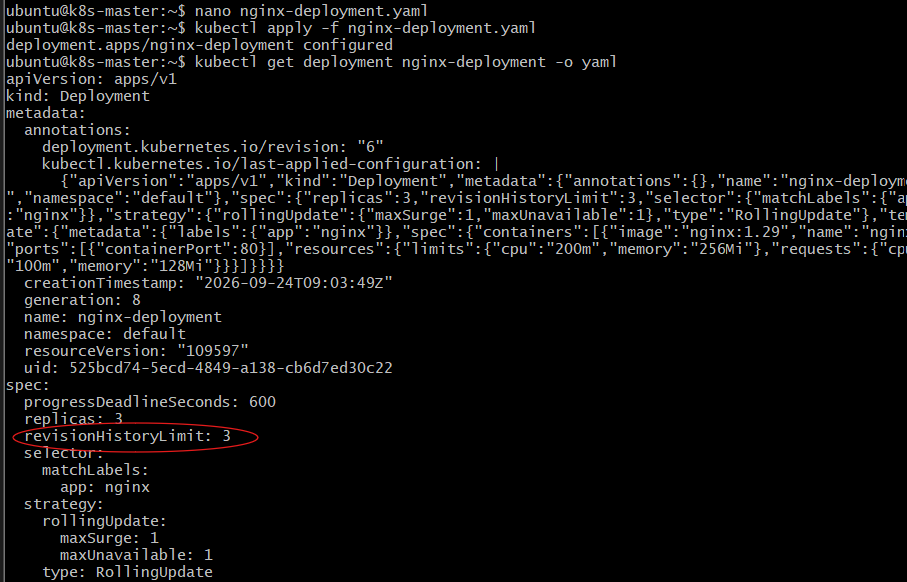 ubuntu@k8s-master:~$ nano nginx-deployment.yaml
ubuntu@k8s-master:~$ kubectl apply -f nginx-deployment.yaml
deployment.apps/nginx-deployment configured
ubuntu@k8s-master:~$ kubectl get deployment nginx-deployment -o yaml
apiVersion: apps/v1
kind: Deployment
metadata:
  annotations:
    deployment.kubernetes.io/revision: "6"
    kubectl.kubernetes.io/last-applied-configuration: |
      {"apiVersion":"apps/v1","kind":"Deployment","metadata":{"annotations":{},"name":"nginx-deployme
","namespace":"default"},"spec":{"replicas":3,"revisionHistoryLimit":3,"selector":{"matchLabels":{"ap
:"nginx"}},"strategy":{"rollingUpdate":{"maxSurge":1,"maxUnavailable":1},"type":"RollingUpdate"},"tem
ate":{"metadata":{"labels":{"app":"nginx"}},"spec":{"containers":[{"image":"nginx:1.29","name":"nginx
"ports":[{"containerPort":80}],"resources":{"limits":{"cpu":"200m","memory":"256Mi"},"requests":{"cpu
"100m","memory":"128Mi"}}}]}}}}
  creationTimestamp: "2026-09-24T09:03:49Z"
  generation: 8
  name: nginx-deployment
  namespace: default
  resourceVersion: "109597"
  uid: 525bcd74-5ecd-4849-a138-cb6d7ed30c22
spec:
  progressDeadlineSeconds: 600
  replicas: 3
  revisionHistoryLimit: 3
  selector:
    matchLabels:
      app: nginx
  strategy:
    rollingUpdate:
      maxSurge: 1
      maxUnavailable: 1
    type: RollingUpdate